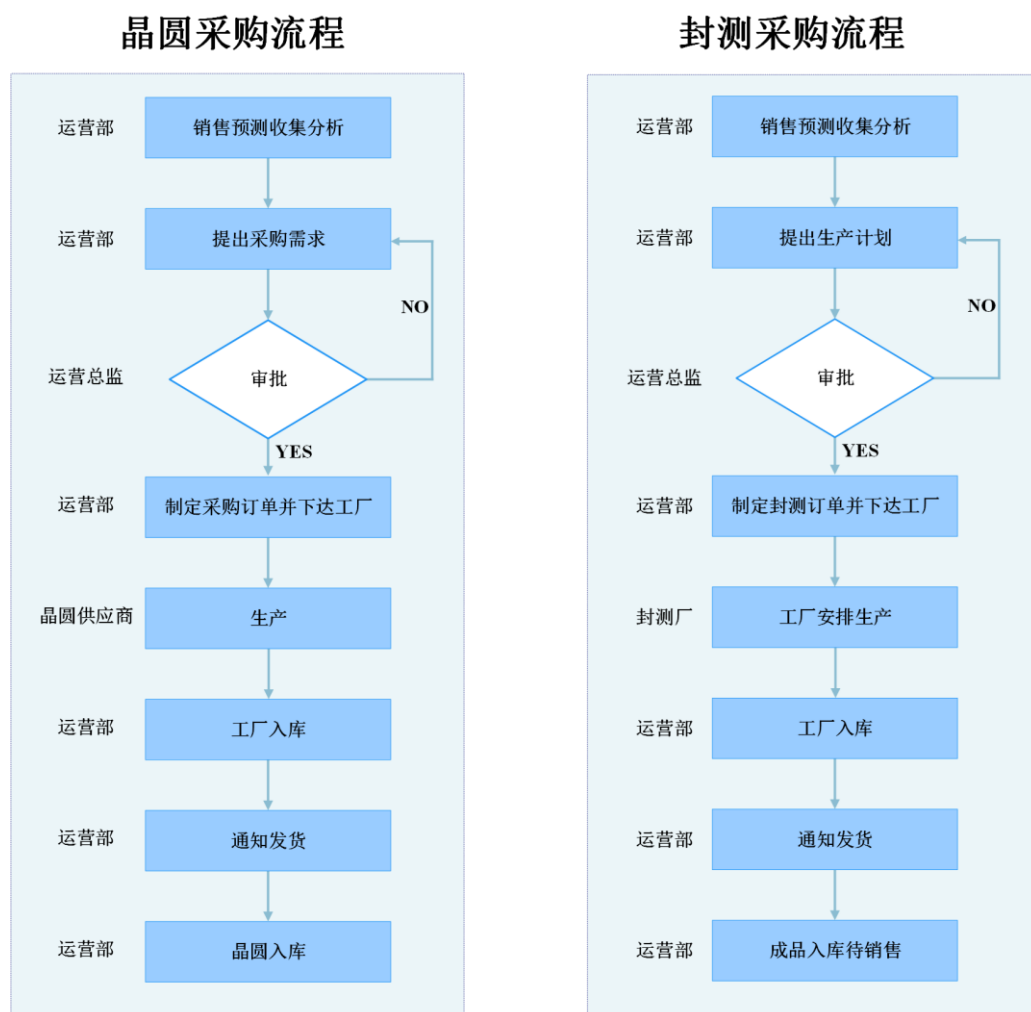 晶圆采购流程
运营部
销售预测收集分析
运营部
提出采购需求
NO
运营总监
审批
YES
运营部
制定采购订单并下达工厂
晶圆供应商
生产
运营部
工厂入库
运营部
通知发货
运营部
晶圆入库
封测采购流程
运营部
销售预测收集分析
运营部
提出生产计划
NO
运营总监
审批
YES
运营部
制定封测订单并下达工厂
封测厂
工厂安排生产
运营部
工厂入库
运营部
通知发货
运营部
成品入库待销售